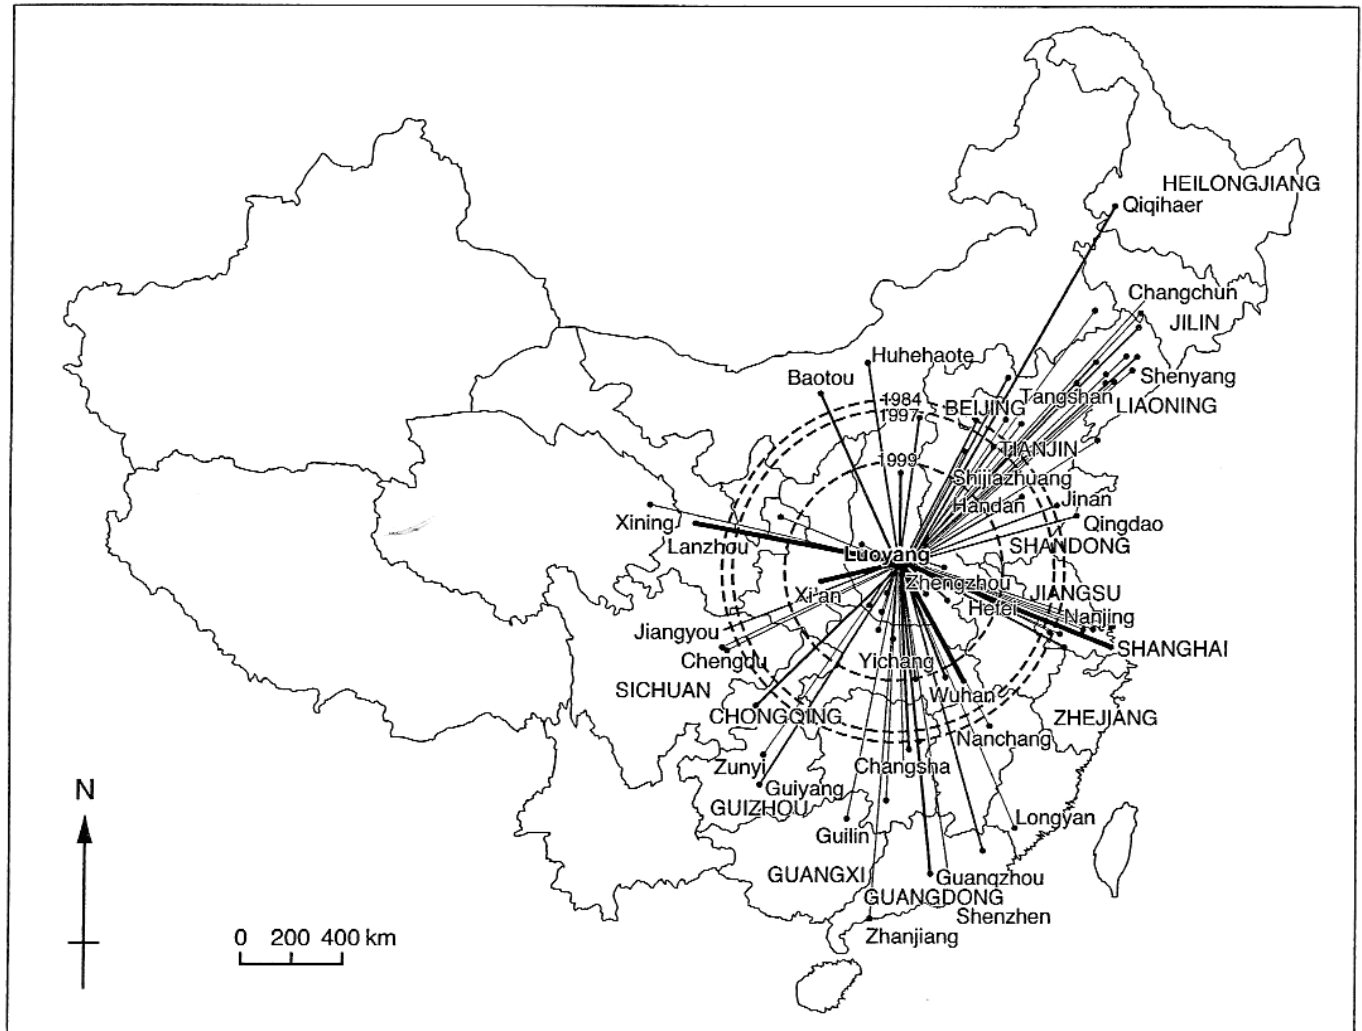 HEILONGJIANG
Qiqihaer
Changchun
JILIN
Huhehaote
Baotou
Shenyang
Tangshan
LIAONING
1984
BEIJING
1997
TIANJIN
1999
Shijiazhuang
Handan
Jinan
Qingdao
Xining
Lanzhou
SHANDONG
Luoyang
Zhengzhou
Xi'an
JIANGSU
Hefei
Nanjing
Jiangyou
SHANGHAI
Chengdu
Yichang
SICHUAN
Wuhan
CHONGQING
ZHEJIANG
Nanchang
Zunyi
Changsha
Guiyang
GUIZHOU
N
Longyan
Guilin
GUANGXI
Guanqzhou
GUANGDONG
Shenzhen
Zhanjiang
0 200 400 km